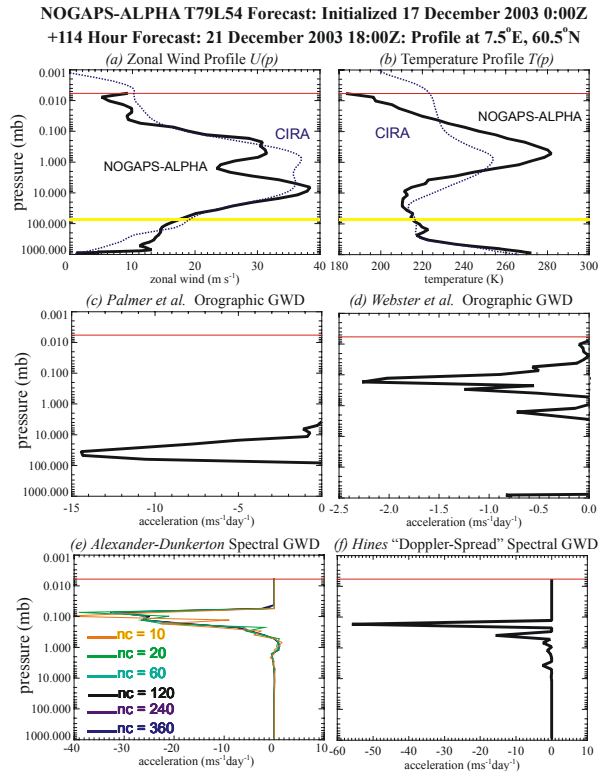 NOGAPS-ALPHA T79L54 Forecast: Initialized 17 December 2003 0:00Z
+114 Hour Forecast: 21 December 2003 18:00Z: Profile at 7.5°E, 60.5°N
(a) Zonal Wind Profile U(p)
(b) Temperature Profile T(p)
pressure (mb)
0.001
0.010
0.100
1.000
10.000
100.000
1000.000
CIRA
NOGAPS-ALPHA
0 10 20 30 40
zonal wind (m s⁻¹)
NOGAPS-ALPHA
CIRA
180 200 220 240 260 280 300
temperature (K)
(c) Palmer et al. Orographic GWD
(d) Webster et al. Orographic GWD
pressure (mb)
0.001
0.010
0.100
1.000
10.000
100.000
1000.000
-15 -10 -5 0
acceleration (ms⁻¹day⁻¹)
-2.5 -2.0 -1.5 -1.0 -0.5 0.0
acceleration (ms⁻¹day⁻¹)
(e) Alexander-Dunkerton Spectral GWD
(f) Hines “Doppler-Spread” Spectral GWD
pressure (mb)
0.001
0.010
0.100
1.000
10.000
100.000
1000.000
nc = 10
nc = 20
nc = 60
nc = 120
nc = 240
nc = 360
-40 -30 -20 -10 0 10
acceleration (ms⁻¹day⁻¹)
-60 -50 -40 -30 -20 -10 0 10
acceleration (ms⁻¹day⁻¹)